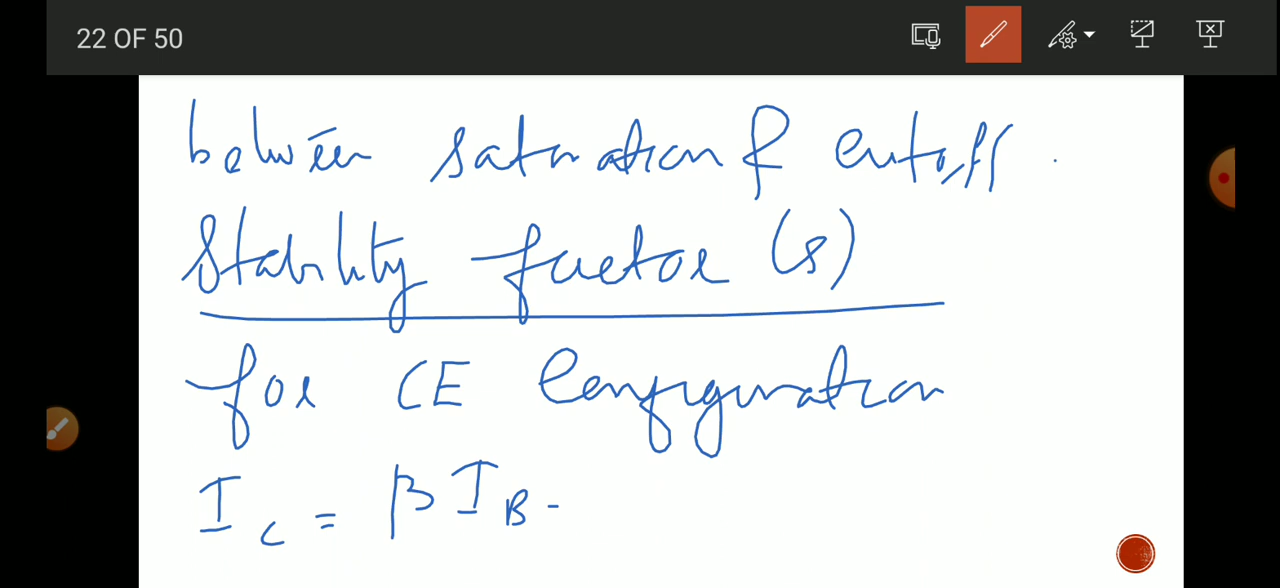 22 OF 50
between saturation & cutoff.
Stability factor (s)
for CE Configuration
I_C = β I_B -